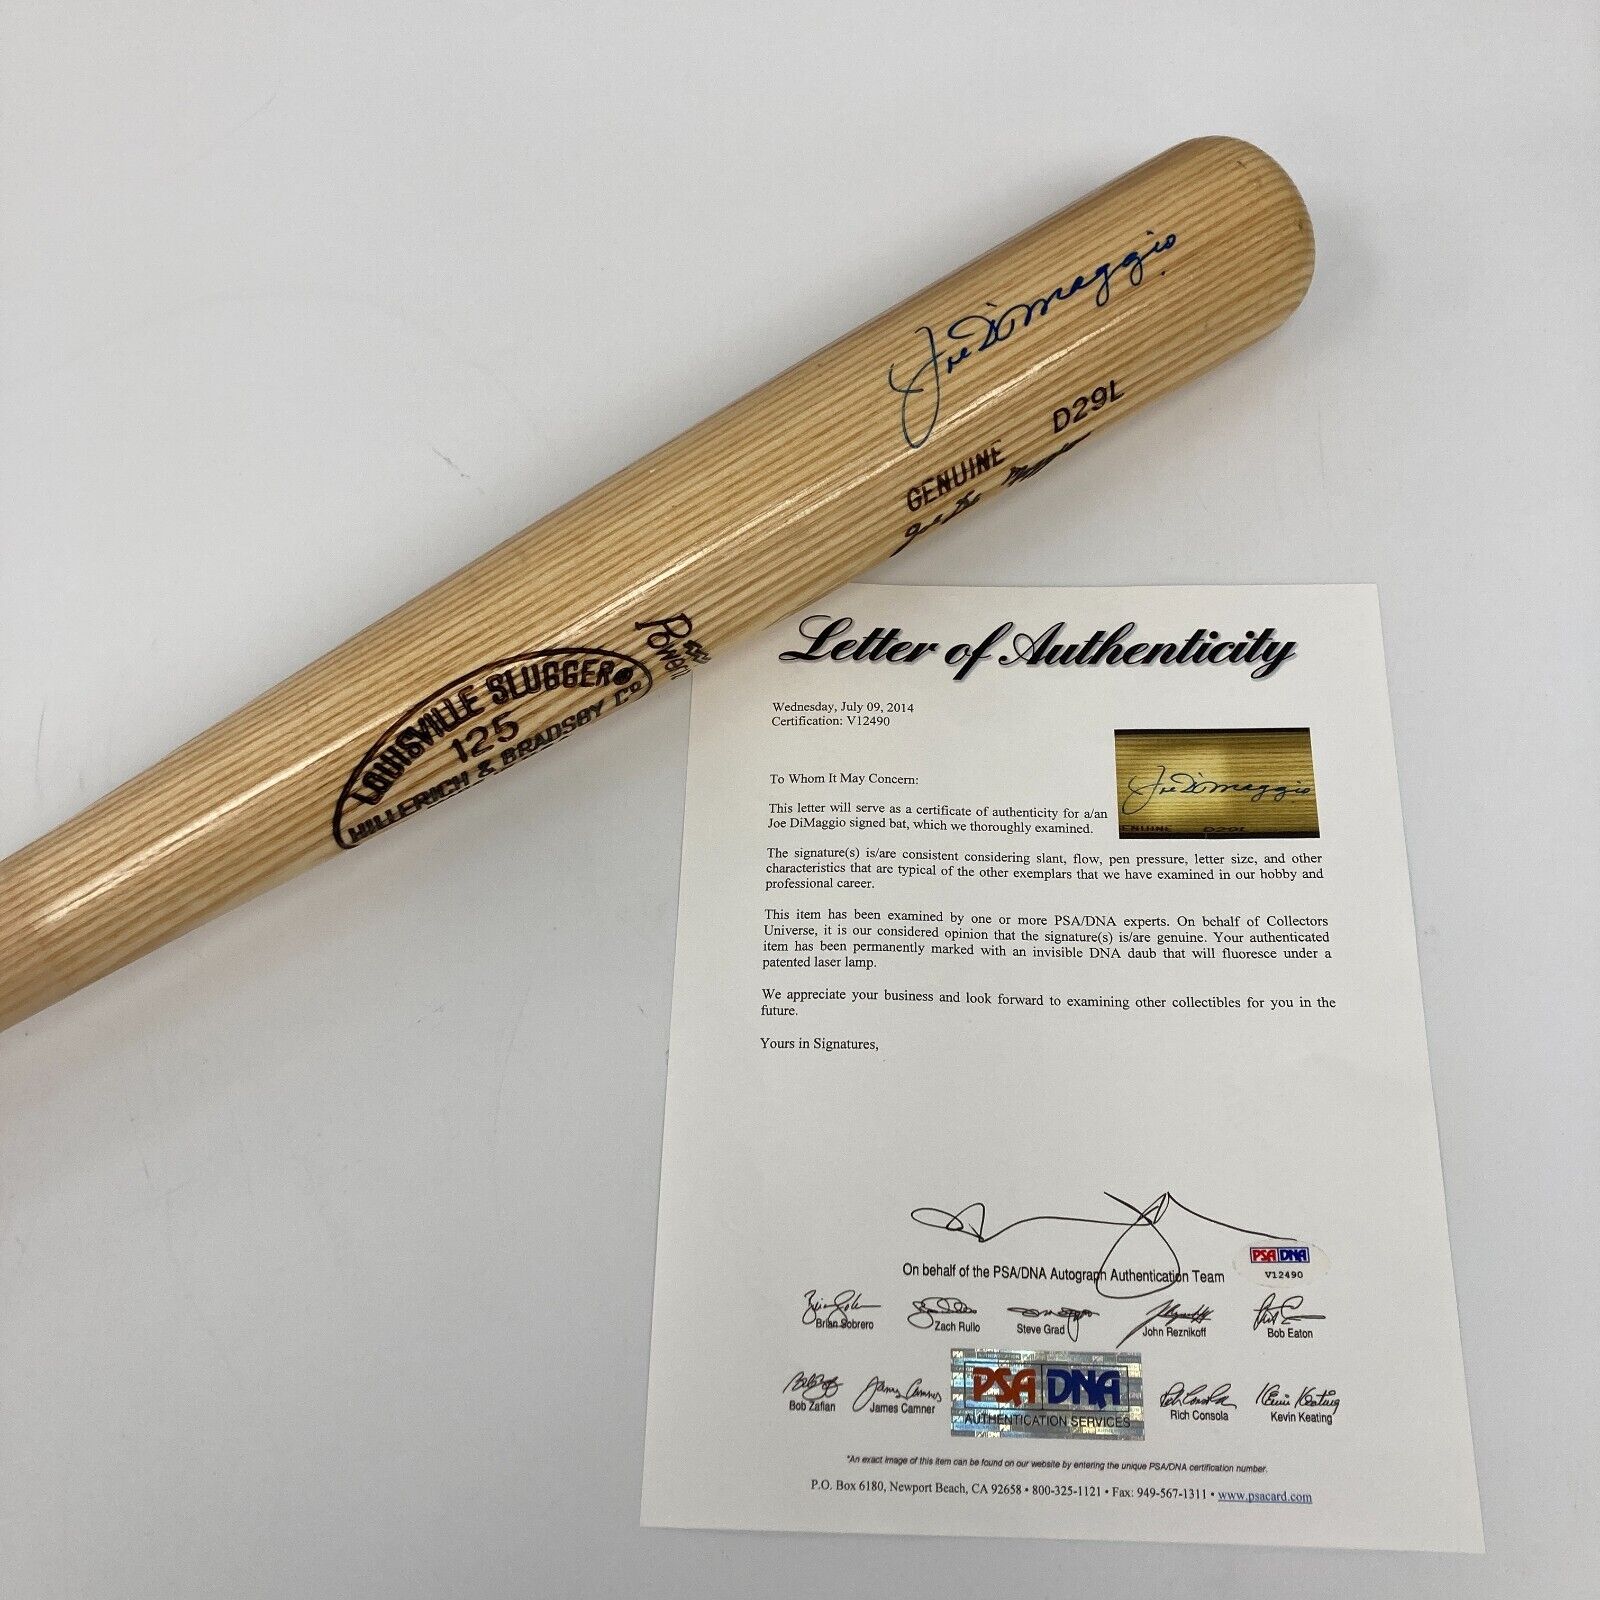 Joe DiMaggio
D29L
GENUINE
LOUISVILLE SLUGGER
125
HILLERICH & BRADSBY Co
Letter of Authenticity
Wednesday, July 09, 2014
Certification: V12490
Joe DiMaggio
GENUINE D29L
To Whom It May Concern:
This letter will serve as a certificate of authenticity for a/an
Joe DiMaggio signed bat, which we thoroughly examined.
The signature(s) is/are consistent considering slant, flow, pen pressure, letter size, and other
characteristics that are typical of the other exemplars that we have examined in our hobby and
professional career.
This item has been examined by one or more PSA/DNA experts. On behalf of Collectors
Universe, it is our considered opinion that the signature(s) is/are genuine. Your authenticated
item has been permanently marked with an invisible DNA daub that will fluoresce under a
patented laser lamp.
We appreciate your business and look forward to examining other collectibles for you in the
future.
Yours in Signatures,
On behalf of the PSA/DNA Autograph Authentication Team
PSA DNA
V12490
Brian Sobrero
Zach Rullo
Steve Grad
John Reznikoff
Bob Eaton
Bob Zafian
James Camner
PSA DNA
AUTHENTICATION SERVICES
Rich Consola
Kevin Keating
*An exact image of this item can be found on our website by entering the unique PSA/DNA certification number.
P.O. Box 6180, Newport Beach, CA 92658 • 800-325-1121 • Fax: 949-567-1311 • www.psacard.com